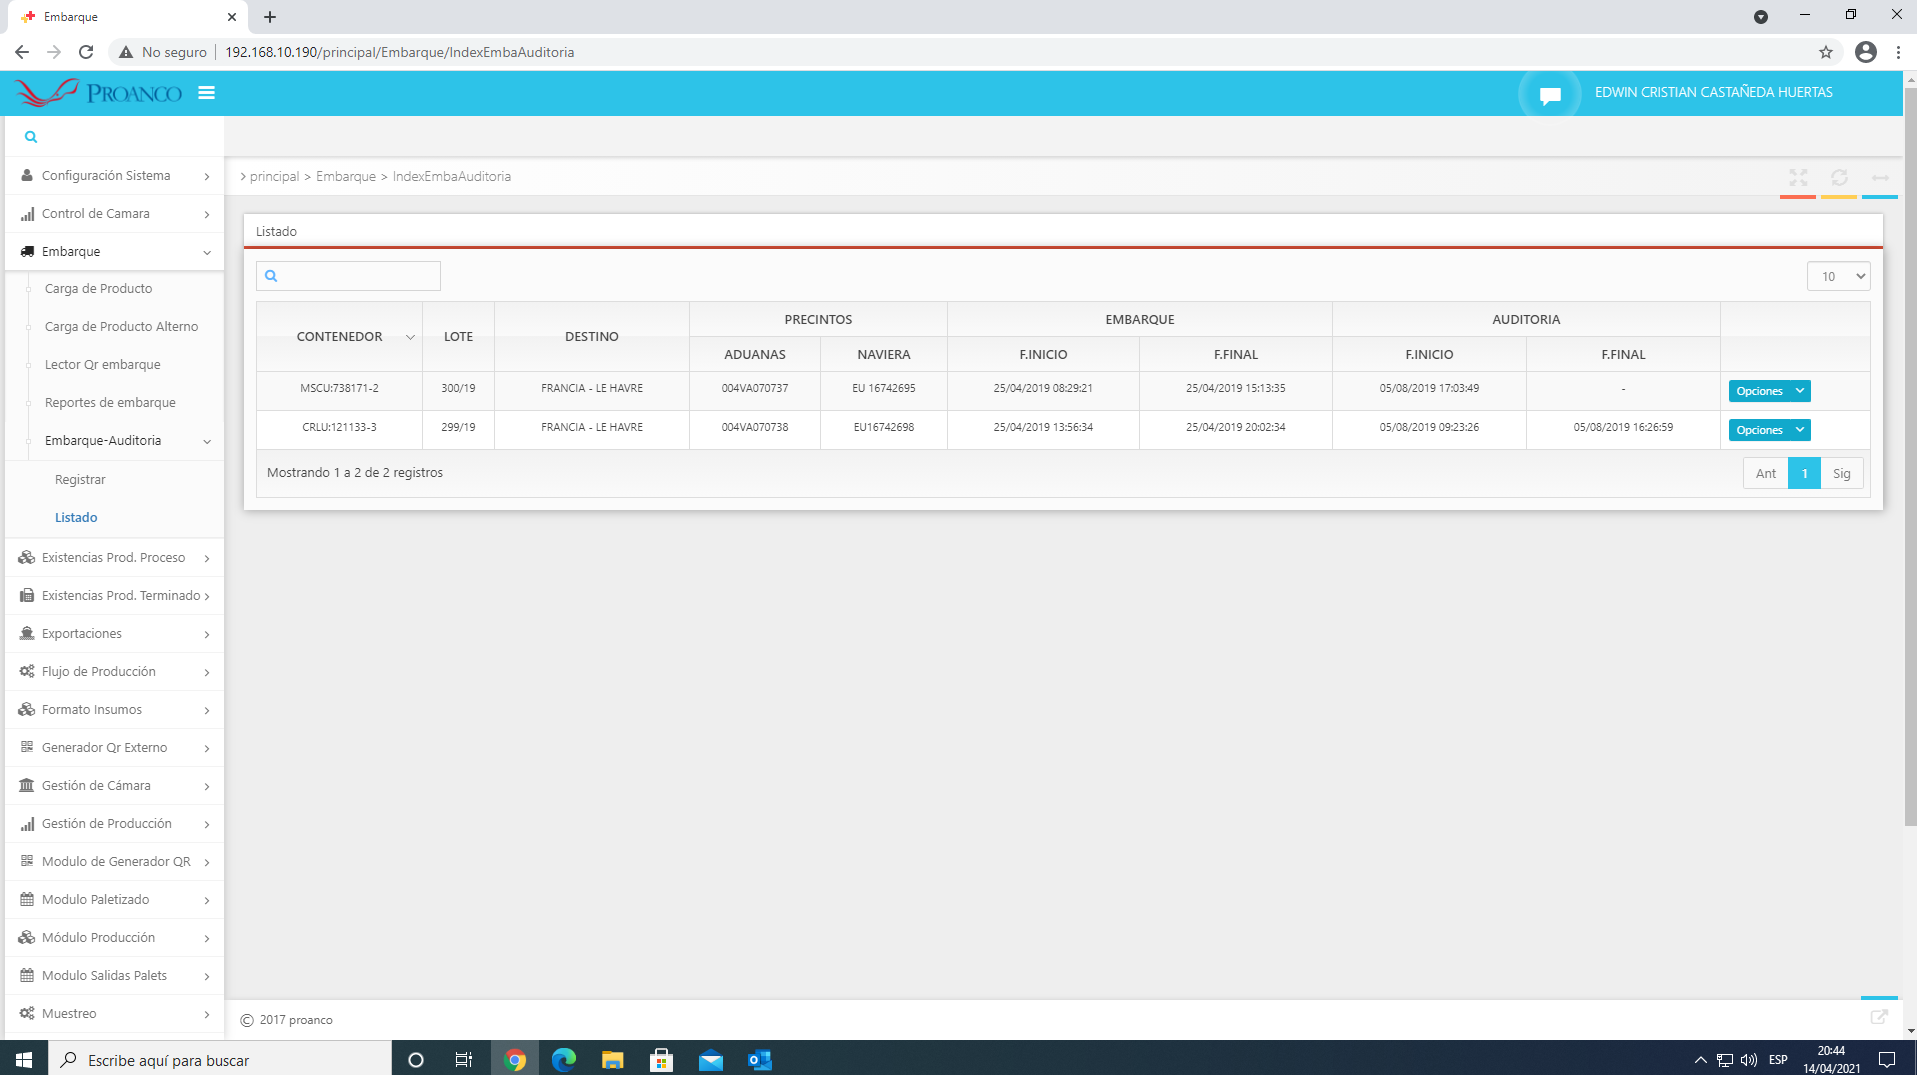 Embarque
No seguro
192.168.10.190/principal/Embarque/IndexEmbaAuditoria
PROANCO
EDWIN CRISTIAN CASTAÑEDA HUERTAS
Configuración Sistema
Control de Camara
Embarque
Carga de Producto
Carga de Producto Alterno
Lector Qr embarque
Reportes de embarque
Embarque-Auditoria
Registrar
Listado
Existencias Prod. Proceso
Existencias Prod. Terminado
Exportaciones
Flujo de Producción
Formato Insumos
Generador Qr Externo
Gestión de Cámara
Gestión de Producción
Modulo de Generador QR
Modulo Paletizado
Módulo Producción
Modulo Salidas Palets
Muestreo
> principal > Embarque > IndexEmbaAuditoria
Listado
10
CONTENEDOR LOTE DESTINO PRECINTOS EMBARQUE AUDITORIA
ADUANAS NAVIERA F.INICIO F.FINAL F.INICIO F.FINAL
MSCU:738171-2 300/19 FRANCIA - LE HAVRE 004VA070737 EU 16742695 25/04/2019 08:29:21 25/04/2019 15:13:35 05/08/2019 17:03:49 - Opciones
CRLU:121133-3 299/19 FRANCIA - LE HAVRE 004VA070738 EU16742698 25/04/2019 13:56:34 25/04/2019 20:02:34 05/08/2019 09:23:26 05/08/2019 16:26:59 Opciones
Mostrando 1 a 2 de 2 registros
Ant 1 Sig
© 2017 proanco
Escribe aquí para buscar
ESP
20:44
14/04/2021